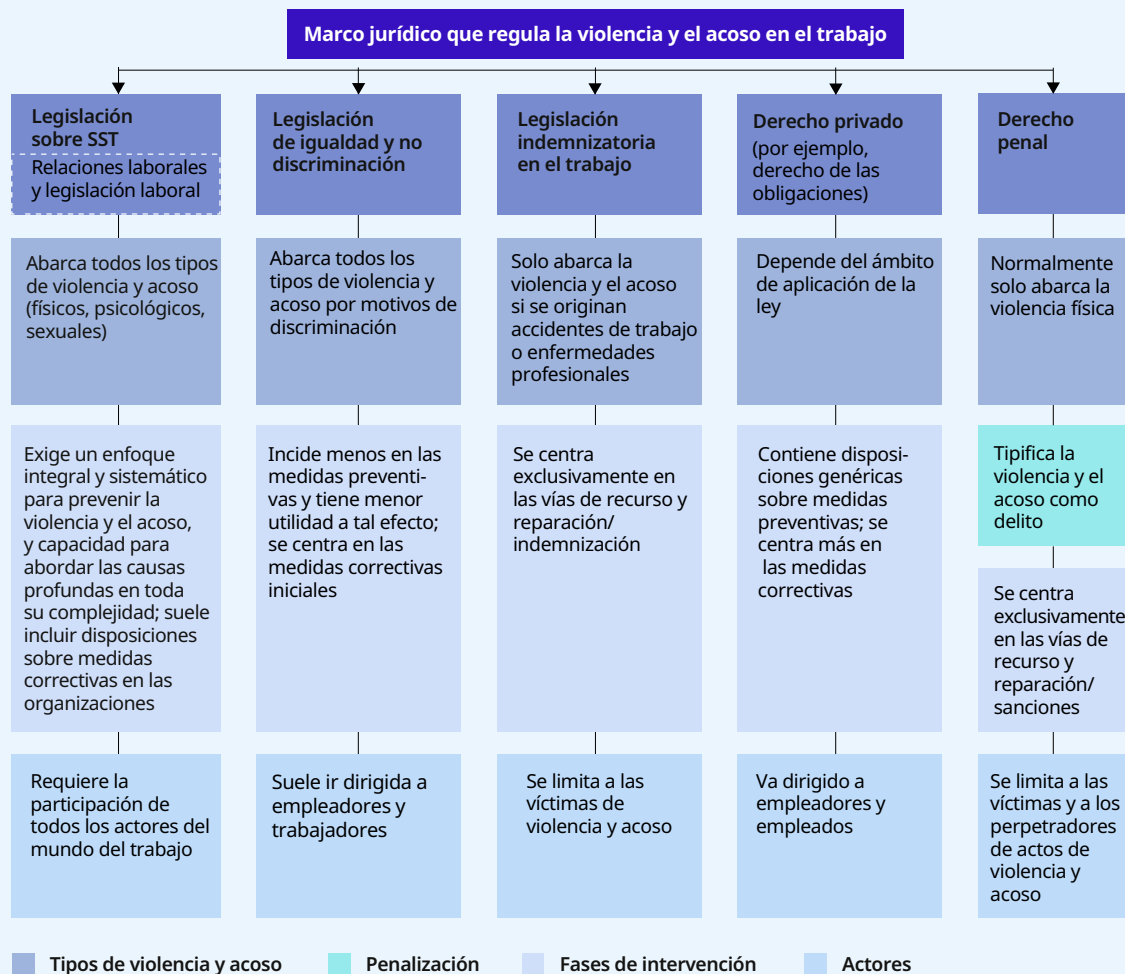 Marco jurídico que regula la violencia y el acoso en el trabajo
Legislación
sobre SST
Relaciones laborales
y legislación laboral
Legislación
de igualdad y no
discriminación
Legislación
indemnizatoria
en el trabajo
Derecho privado
(por ejemplo,
derecho de las
obligaciones)
Derecho
penal
Abarca todos los tipos
de violencia y acoso
(físicos, psicológicos,
sexuales)
Abarca todos los
tipos de violencia y
acoso por motivos de
discriminación
Solo abarca la
violencia y el acoso
si se originan
accidentes de trabajo
o enfermedades
profesionales
Depende del ámbito
de aplicación de la
ley
Normalmente
solo abarca la
violencia física
Exige un enfoque
integral y sistemático
para prevenir la
violencia y el acoso,
y capacidad para
abordar las causas
profundas en toda
su complejidad; suele
incluir disposiciones
sobre medidas
correctivas en las
organizaciones
Incide menos en las
medidas preventi-
vas y tiene menor
utilidad a tal efecto;
se centra en las
medidas correctivas
iniciales
Se centra
exclusivamente en
las vías de recurso y
reparación/
indemnización
Contiene disposi-
ciones genéricas
sobre medidas
preventivas; se
centra más en
las medidas
correctivas
Tipifica la
violencia y el
acoso como
delito
Se centra
exclusivamente
en las vías de
recurso y
reparación/
sanciones
Requiere la
participación de
todos los actores del
mundo del trabajo
Suele ir dirigida a
empleadores y
trabajadores
Se limita a las
víctimas de
violencia y acoso
Va dirigido a
empleadores y
empleados
Se limita a las
víctimas y a los
perpetradores
de actos de
violencia y
acoso
Tipos de violencia y acoso
Penalización
Fases de intervención
Actores